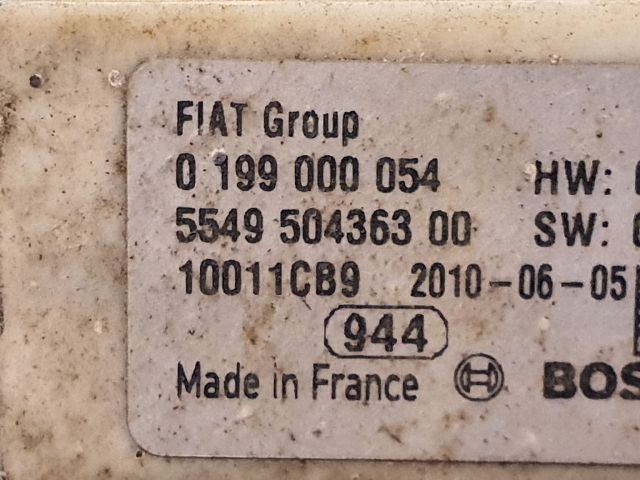 FIAT Group
0 199 000 054 HW:
5549 504363 00 SW:
10011CB9 2010-06-05
944
Made in France BOS